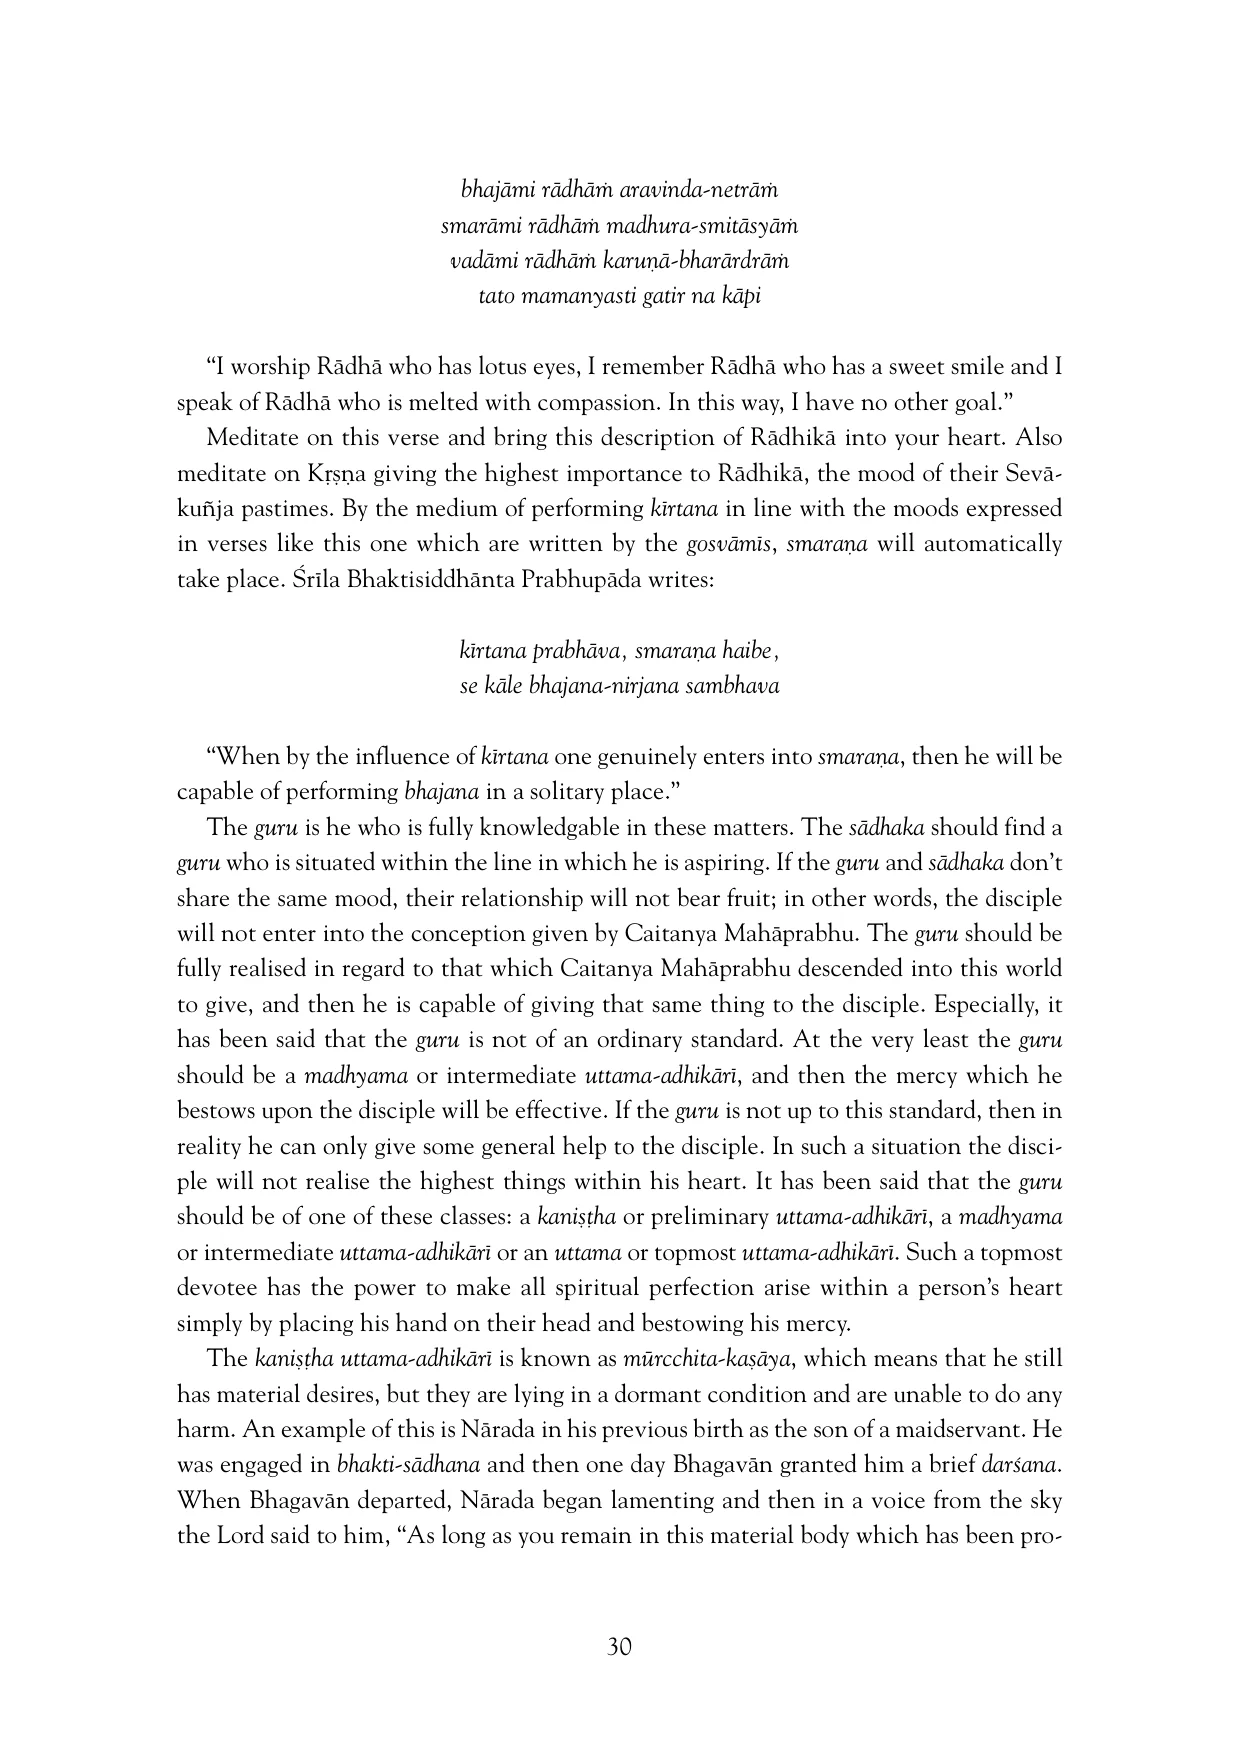 bhajāmi rādhāṁ aravinda-netrāṁ
smarāmi rādhāṁ madhura-smitāsyāṁ
vadāmi rādhāṁ karuṇā-bharārdrāṁ
tato mamanyasti gatir na kāpi
“I worship Rādhā who has lotus eyes, I remember Rādhā who has a sweet smile and I
speak of Rādhā who is melted with compassion. In this way, I have no other goal.”
Meditate on this verse and bring this description of Rādhikā into your heart. Also
meditate on Kṛṣṇa giving the highest importance to Rādhikā, the mood of their Sevā-
kuñja pastimes. By the medium of performing kīrtana in line with the moods expressed
in verses like this one which are written by the gosvāmīs, smaraṇa will automatically
take place. Śrīla Bhaktisiddhānta Prabhupāda writes:
kīrtana prabhāva, smaraṇa haibe,
se kāle bhajana-nirjana sambhava
“When by the influence of kīrtana one genuinely enters into smaraṇa, then he will be
capable of performing bhajana in a solitary place.”
The guru is he who is fully knowledgable in these matters. The sādhaka should find a
guru who is situated within the line in which he is aspiring. If the guru and sādhaka don’t
share the same mood, their relationship will not bear fruit; in other words, the disciple
will not enter into the conception given by Caitanya Mahāprabhu. The guru should be
fully realised in regard to that which Caitanya Mahāprabhu descended into this world
to give, and then he is capable of giving that same thing to the disciple. Especially, it
has been said that the guru is not of an ordinary standard. At the very least the guru
should be a madhyama or intermediate uttama-adhikārī, and then the mercy which he
bestows upon the disciple will be effective. If the guru is not up to this standard, then in
reality he can only give some general help to the disciple. In such a situation the disci-
ple will not realise the highest things within his heart. It has been said that the guru
should be of one of these classes: a kaniṣṭha or preliminary uttama-adhikārī, a madhyama
or intermediate uttama-adhikārī or an uttama or topmost uttama-adhikārī. Such a topmost
devotee has the power to make all spiritual perfection arise within a person’s heart
simply by placing his hand on their head and bestowing his mercy.
The kaniṣṭha uttama-adhikārī is known as mūrcchita-kaṣāya, which means that he still
has material desires, but they are lying in a dormant condition and are unable to do any
harm. An example of this is Nārada in his previous birth as the son of a maidservant. He
was engaged in bhakti-sādhana and then one day Bhagavān granted him a brief darśana.
When Bhagavān departed, Nārada began lamenting and then in a voice from the sky
the Lord said to him, “As long as you remain in this material body which has been pro-
30